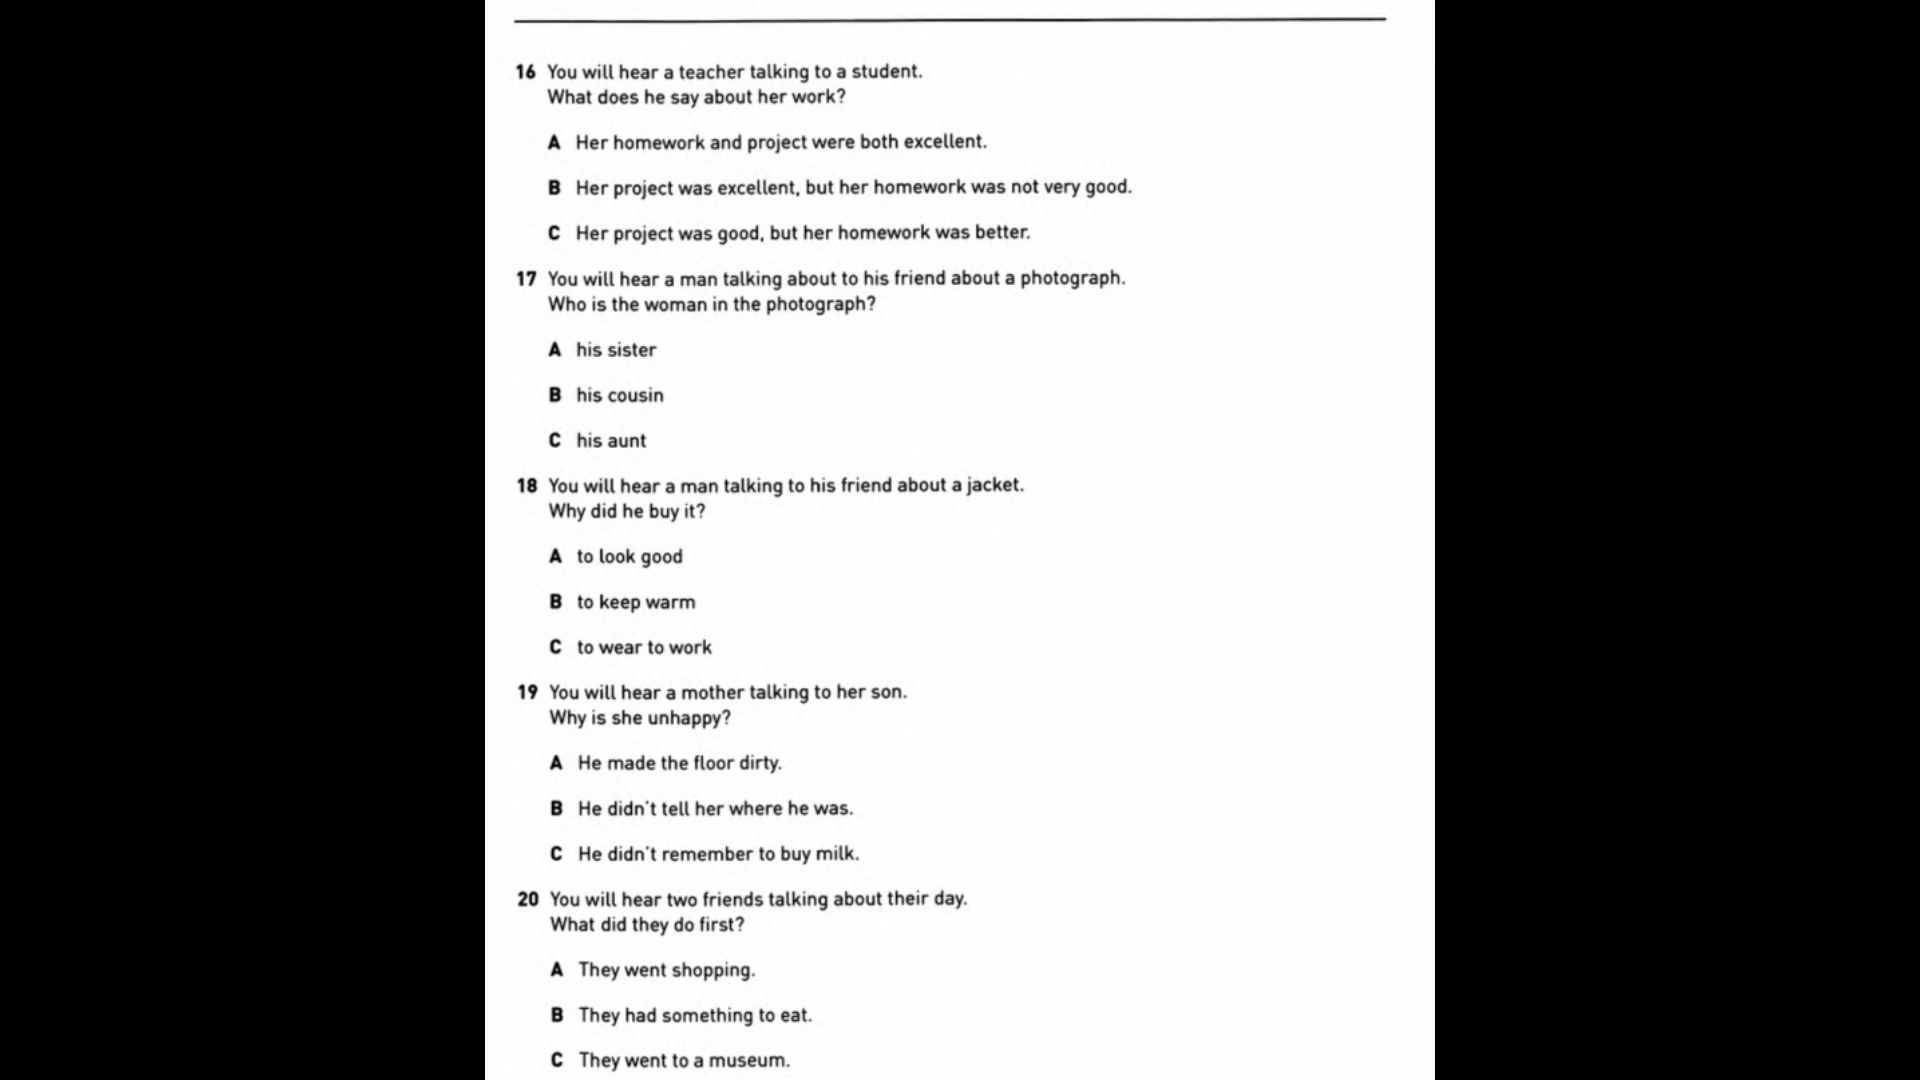 16 You will hear a teacher talking to a student.
What does he say about her work?
A Her homework and project were both excellent.
B Her project was excellent, but her homework was not very good.
C Her project was good, but her homework was better.
17 You will hear a man talking about to his friend about a photograph.
Who is the woman in the photograph?
A his sister
B his cousin
C his aunt
18 You will hear a man talking to his friend about a jacket.
Why did he buy it?
A to look good
B to keep warm
C to wear to work
19 You will hear a mother talking to her son.
Why is she unhappy?
A He made the floor dirty.
B He didn't tell her where he was.
C He didn't remember to buy milk.
20 You will hear two friends talking about their day.
What did they do first?
A They went shopping.
B They had something to eat.
C They went to a museum.